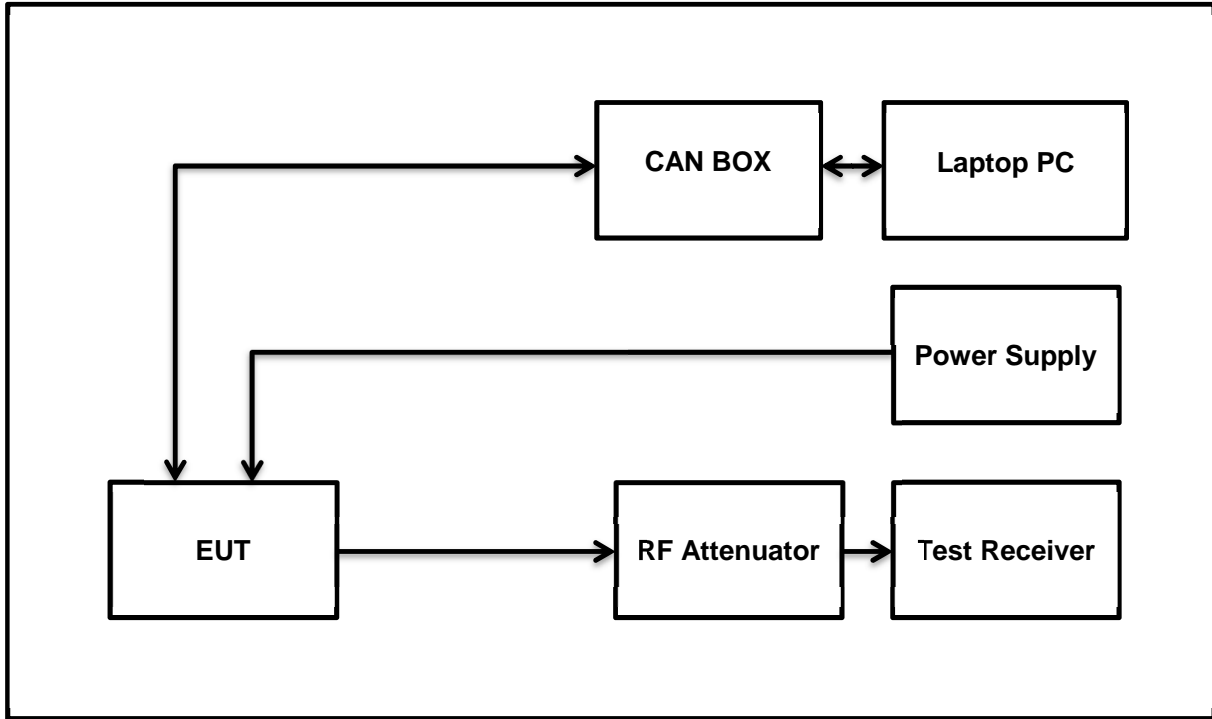 CAN BOX
Laptop PC
Power Supply
EUT
RF Attenuator
Test Receiver